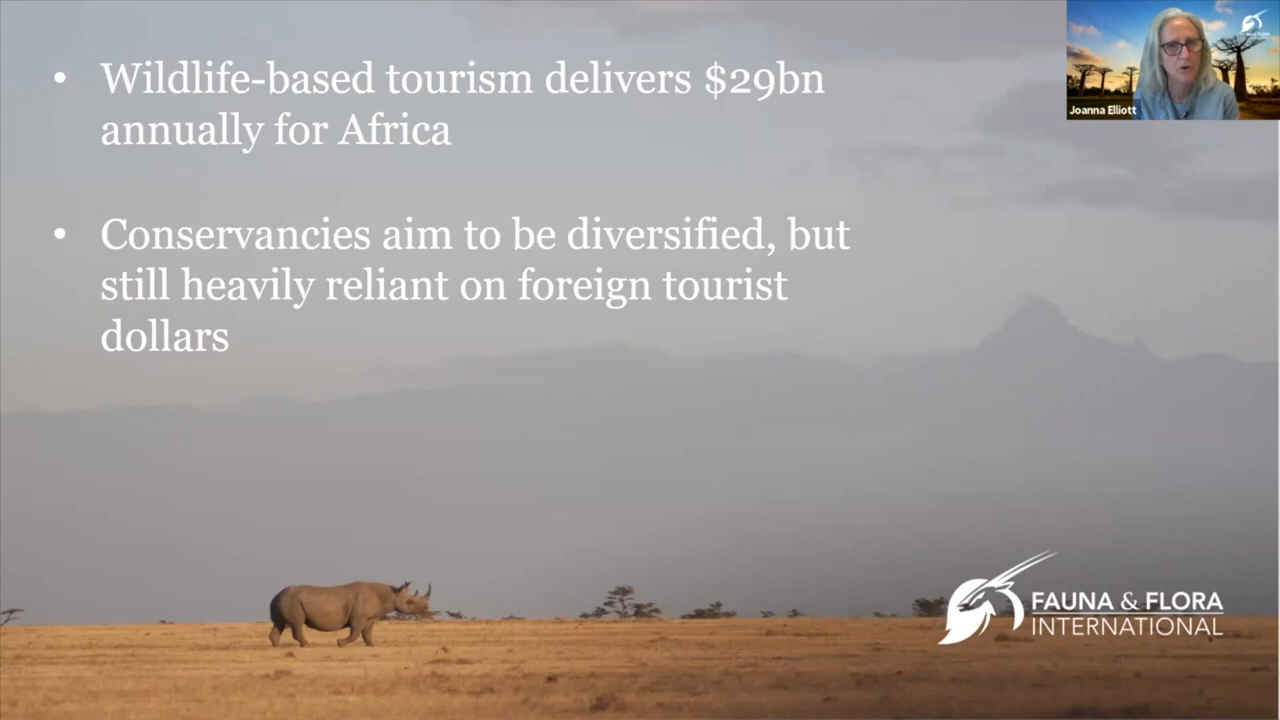 • Wildlife-based tourism delivers $29bn
annually for Africa
• Conservancies aim to be diversified, but
still heavily reliant on foreign tourist
dollars
Joanna Elliott
FAUNA & FLORA
INTERNATIONAL